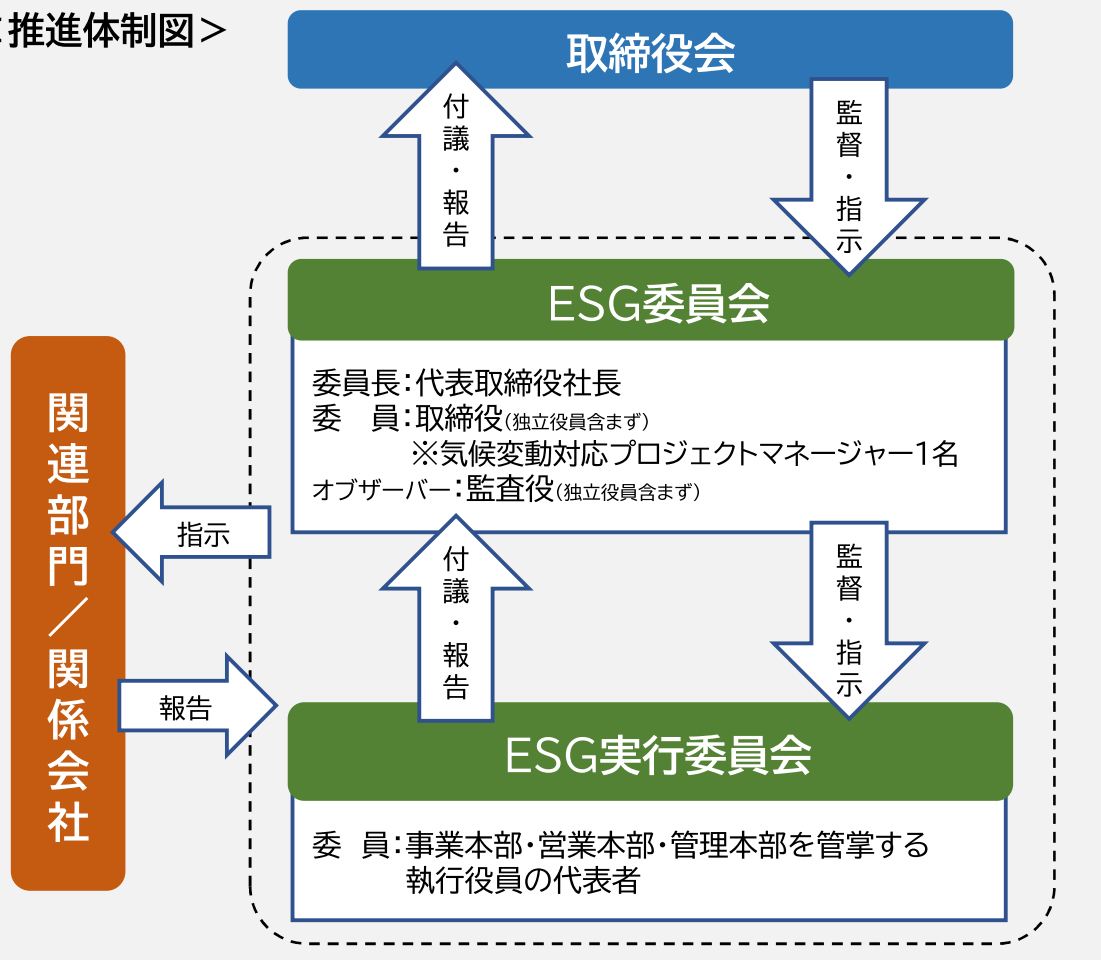 推進体制図＞
取締役会
付議・報告
監督・指示
ESG委員会
委員長：代表取締役社長
委　員：取締役（独立役員含まず）
※気候変動対応プロジェクトマネージャー1名
オブザーバー：監査役（独立役員含まず）
関連部門／関係会社
指示
報告
付議・報告
監督・指示
ESG実行委員会
委　員：事業本部・営業本部・管理本部を管掌する
執行役員の代表者